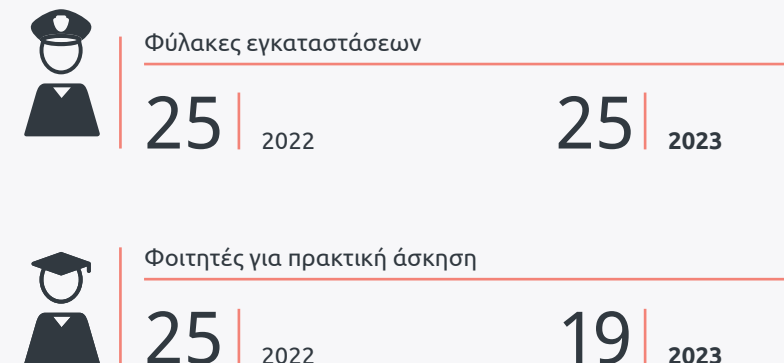 Φύλακες εγκαταστάσεων
25 2022 25 2023
Φοιτητές για πρακτική άσκηση
25 2022 19 2023